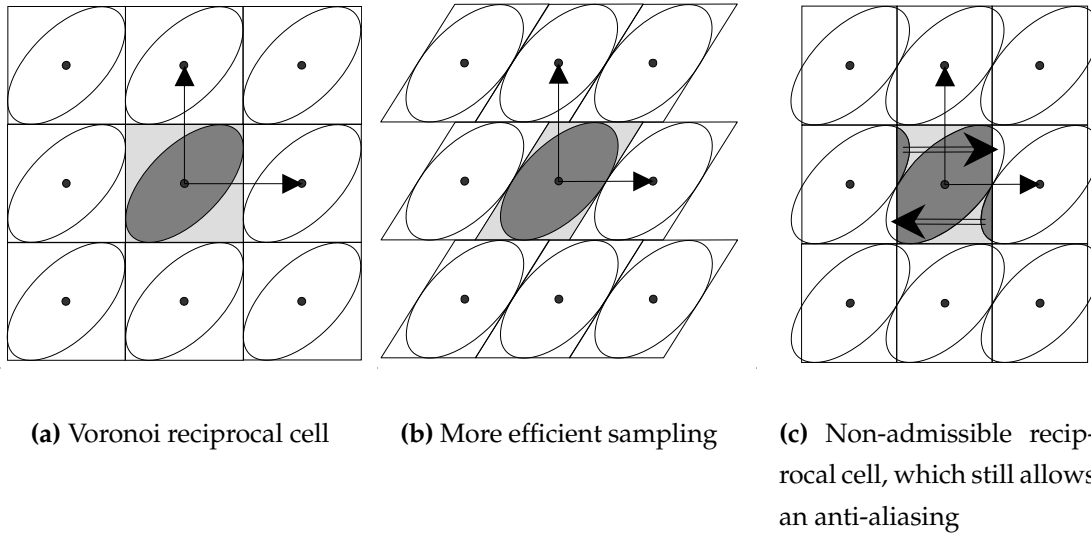 (a) Voronoi reciprocal cell
(b) More efficient sampling
(c) Non-admissible recip-
rocal cell, which still allows
an anti-aliasing